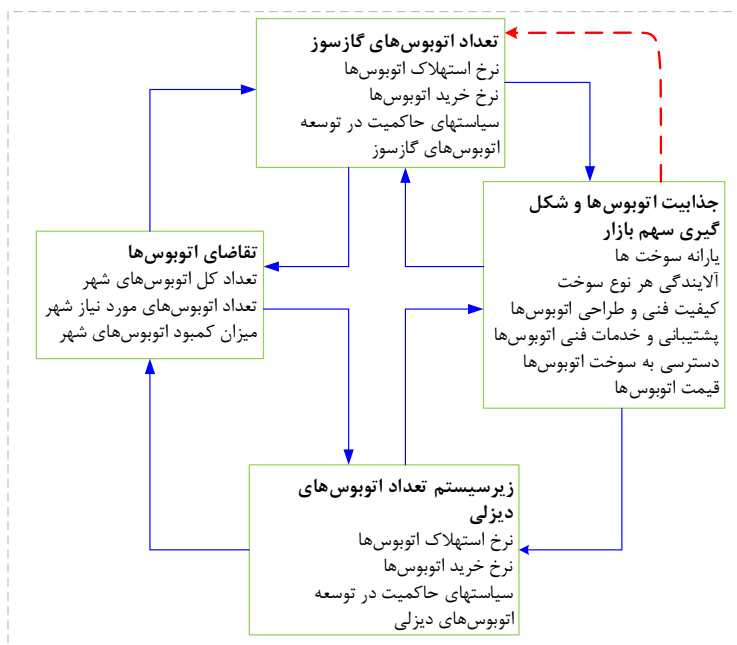 تعداد اتوبوس‌های گازسوز
نرخ استهلاک اتوبوس‌ها
نرخ خرید اتوبوس‌ها
سیاستهای حاکمیت در توسعه
اتوبوس‌های گازسوز
جذابیت اتوبوس‌ها و شکل
گیری سهم بازار
یارانه سوخت ها
آلایندگی هر نوع سوخت
کیفیت فنی و طراحی اتوبوس‌ها
پشتیبانی و خدمات فنی اتوبوس‌ها
دسترسی به سوخت اتوبوس‌ها
قیمت اتوبوس‌ها
تقاضای اتوبوس‌ها
تعداد کل اتوبوس‌های شهر
تعداد اتوبوس‌های مورد نیاز شهر
میزان کمبود اتوبوس‌های شهر
زیرسیستم تعداد اتوبوس‌های
دیزلی
نرخ استهلاک اتوبوس‌ها
نرخ خرید اتوبوس‌ها
سیاستهای حاکمیت در توسعه
اتوبوس‌های دیزلی